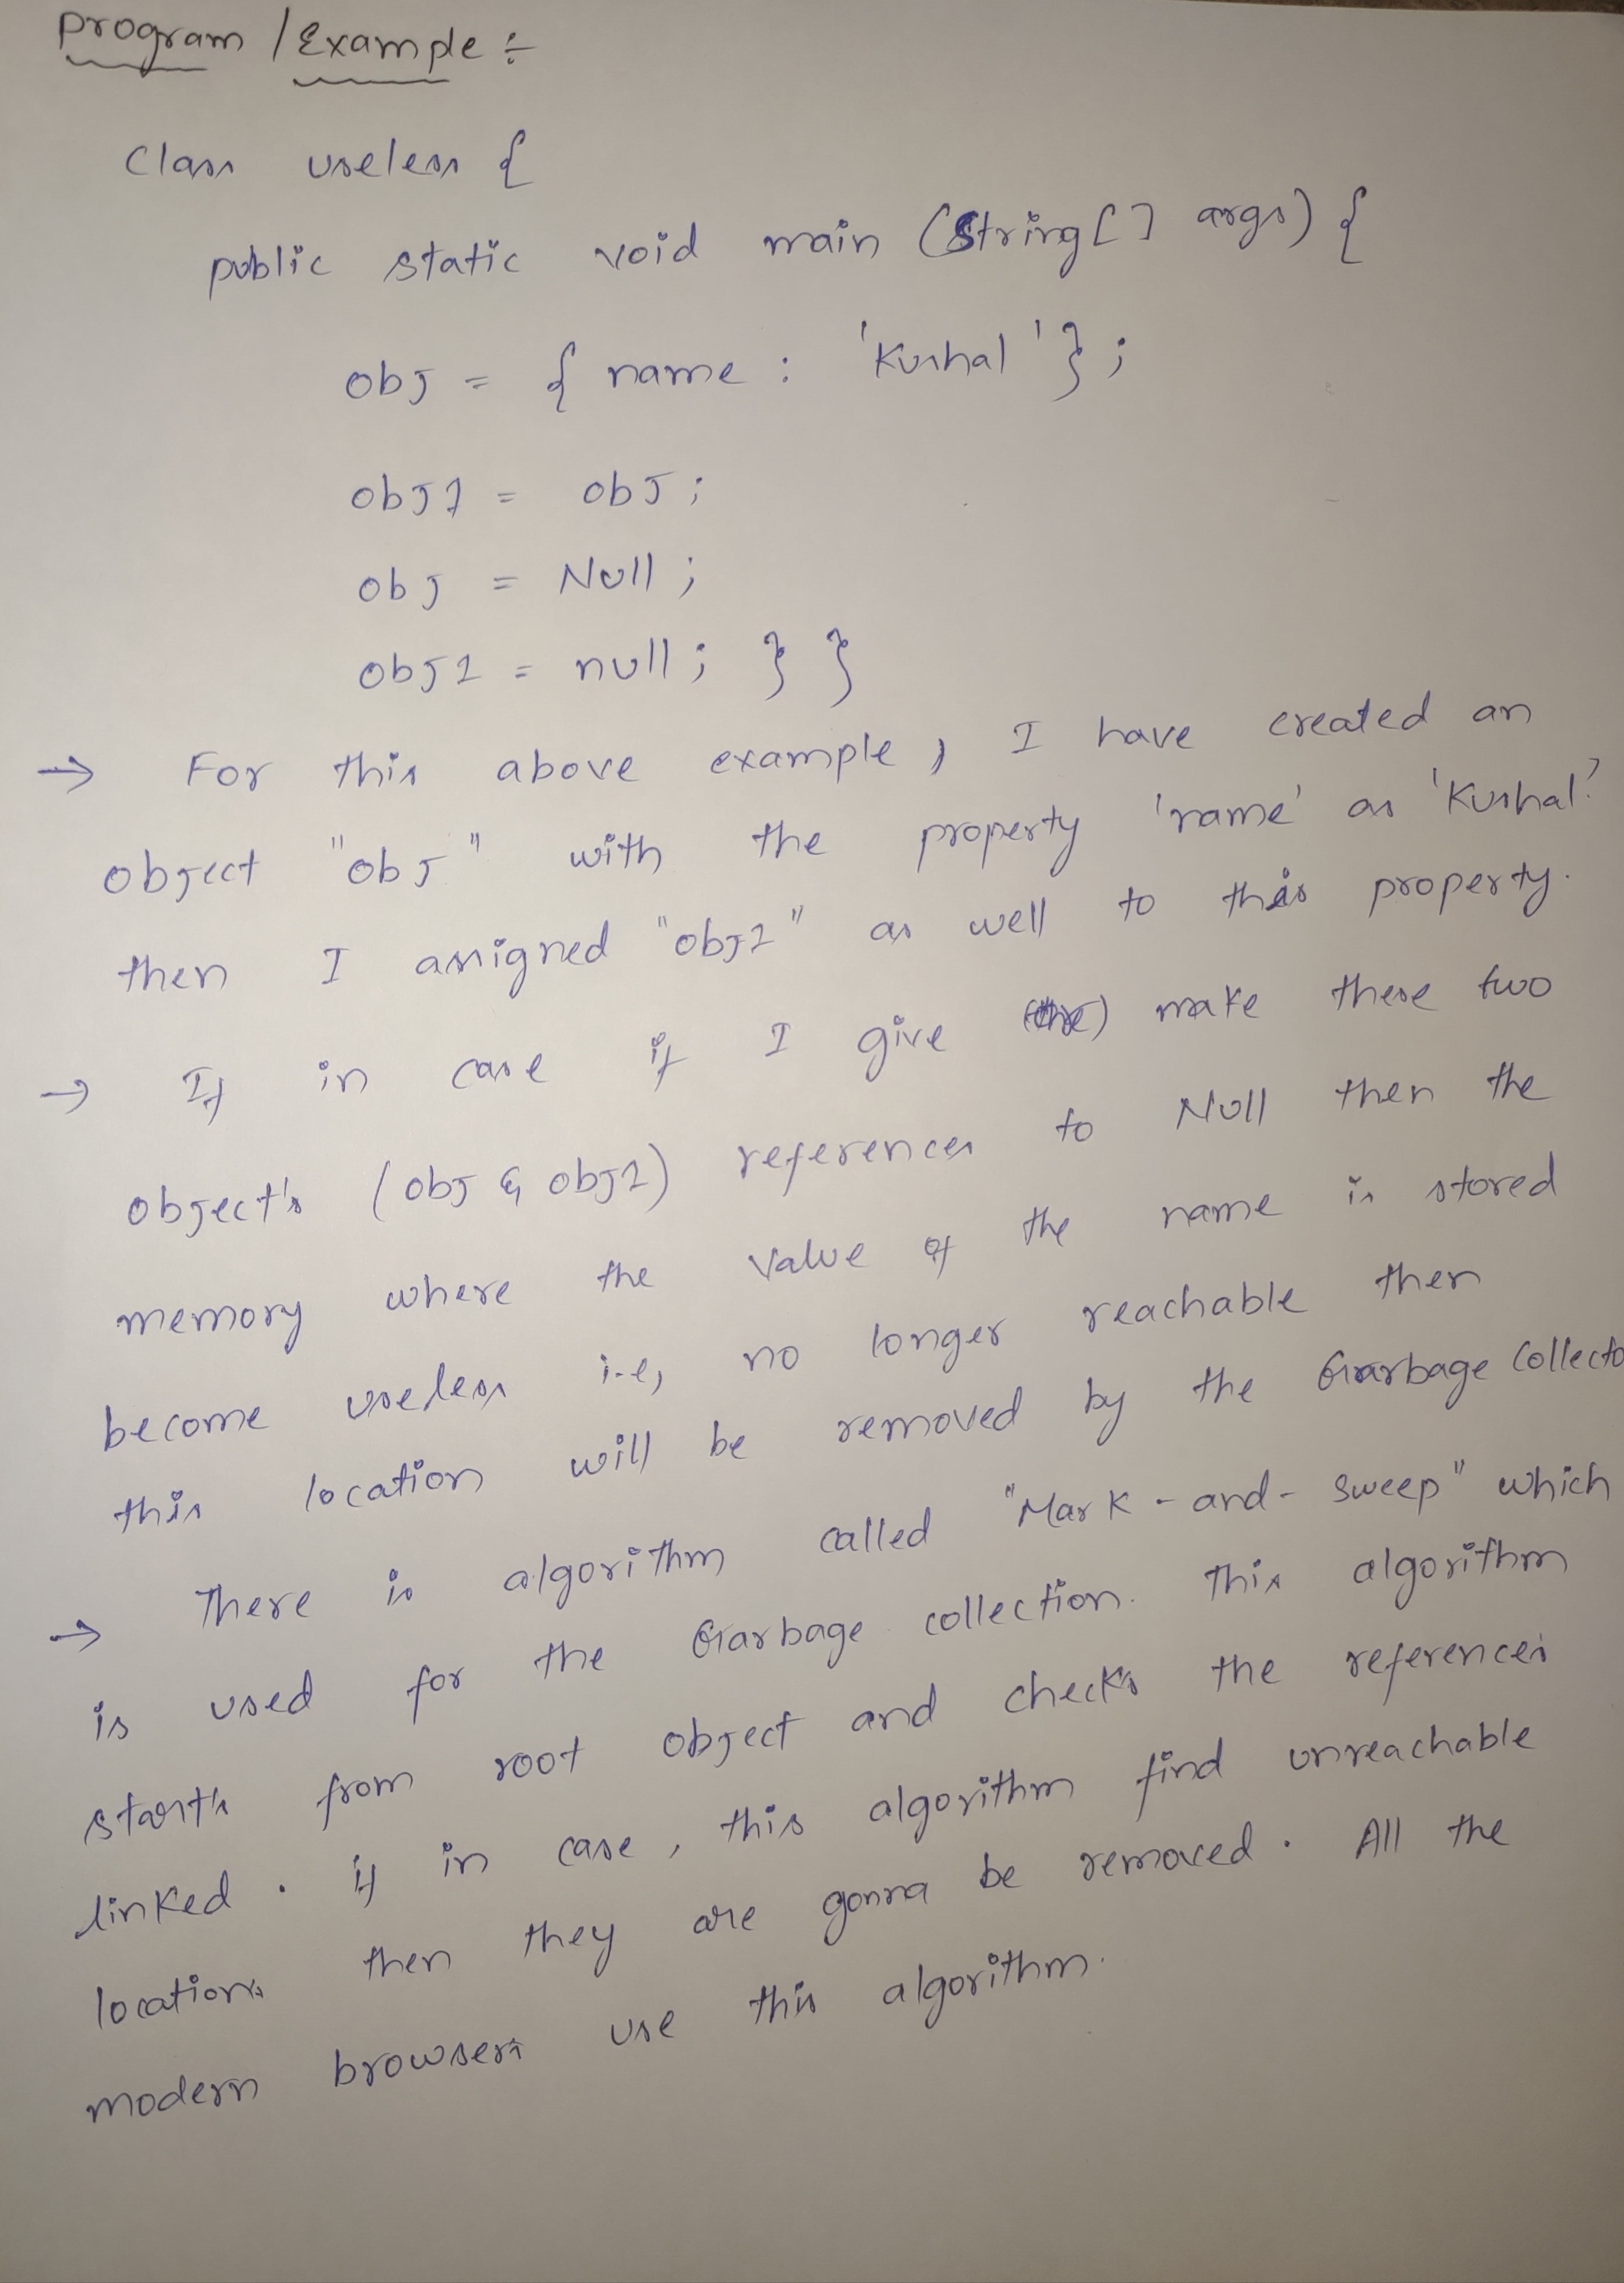 Program / Example :-
Class useless {
public static void main (String [] args) {
obj = { name : 'Kushal' } ;
obj1 = obj ;
obj = Null ;
obj1 = null ; } }
→ For this above example, I have created an
object "obj" with the property 'name' as 'Kushal'.
then I assigned "obj1" as well to this property.
→ If in case if I give make these two
object's (obj & obj1) references to Null then the
memory where the value of the name is stored
become useless i.e, no longer reachable then
this location will be removed by the Garbage Collecto
→ There is algorithm called "Mark-and-Sweep" which
is used for the Garbage collection. This algorithm
start's from root object and check's the references
linked. if in case, this algorithm find unreachable
locations then they are gonna be removed. All the
modern browsers use this algorithm.